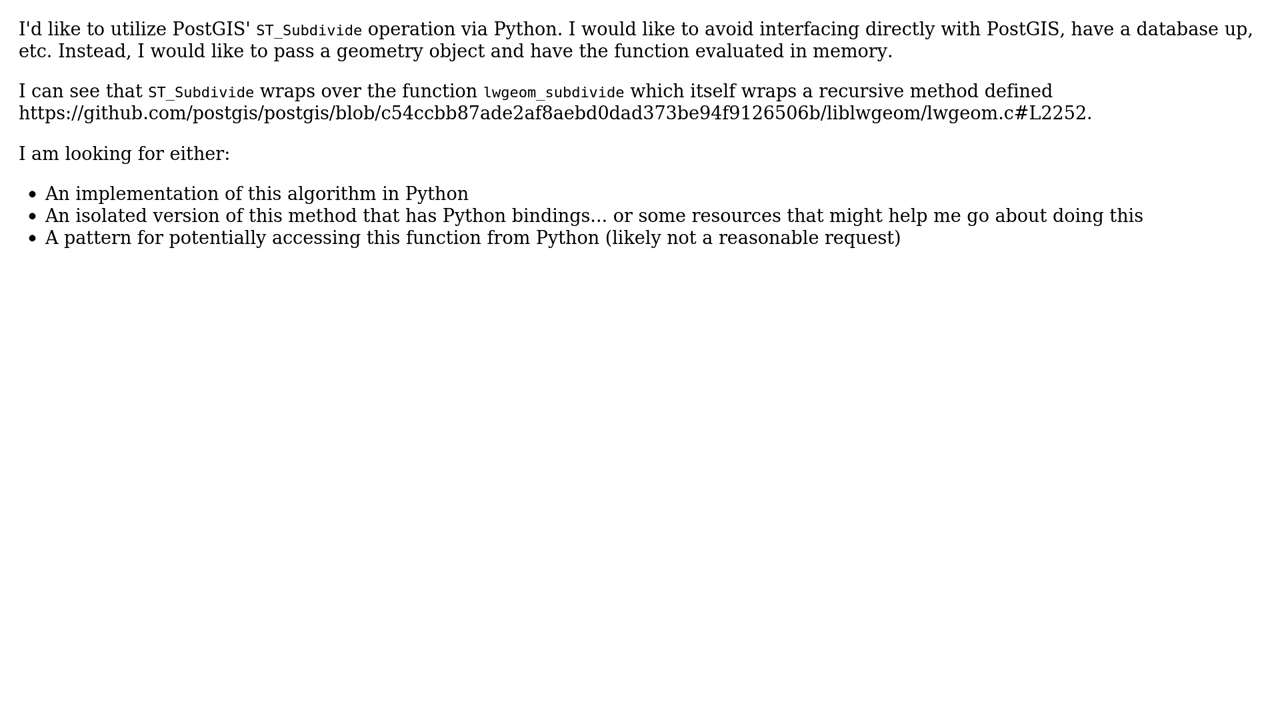 I'd like to utilize PostGIS' ST_Subdivide operation via Python. I would like to avoid interfacing directly with PostGIS, have a database up,
etc. Instead, I would like to pass a geometry object and have the function evaluated in memory.
I can see that ST_Subdivide wraps over the function lwgeom_subdivide which itself wraps a recursive method defined
https://github.com/postgis/postgis/blob/c54ccbb87ade2af8aebd0dad373be94f9126506b/liblwgeom/lwgeom.c#L2252.
I am looking for either:
• An implementation of this algorithm in Python
• An isolated version of this method that has Python bindings... or some resources that might help me go about doing this
• A pattern for potentially accessing this function from Python (likely not a reasonable request)